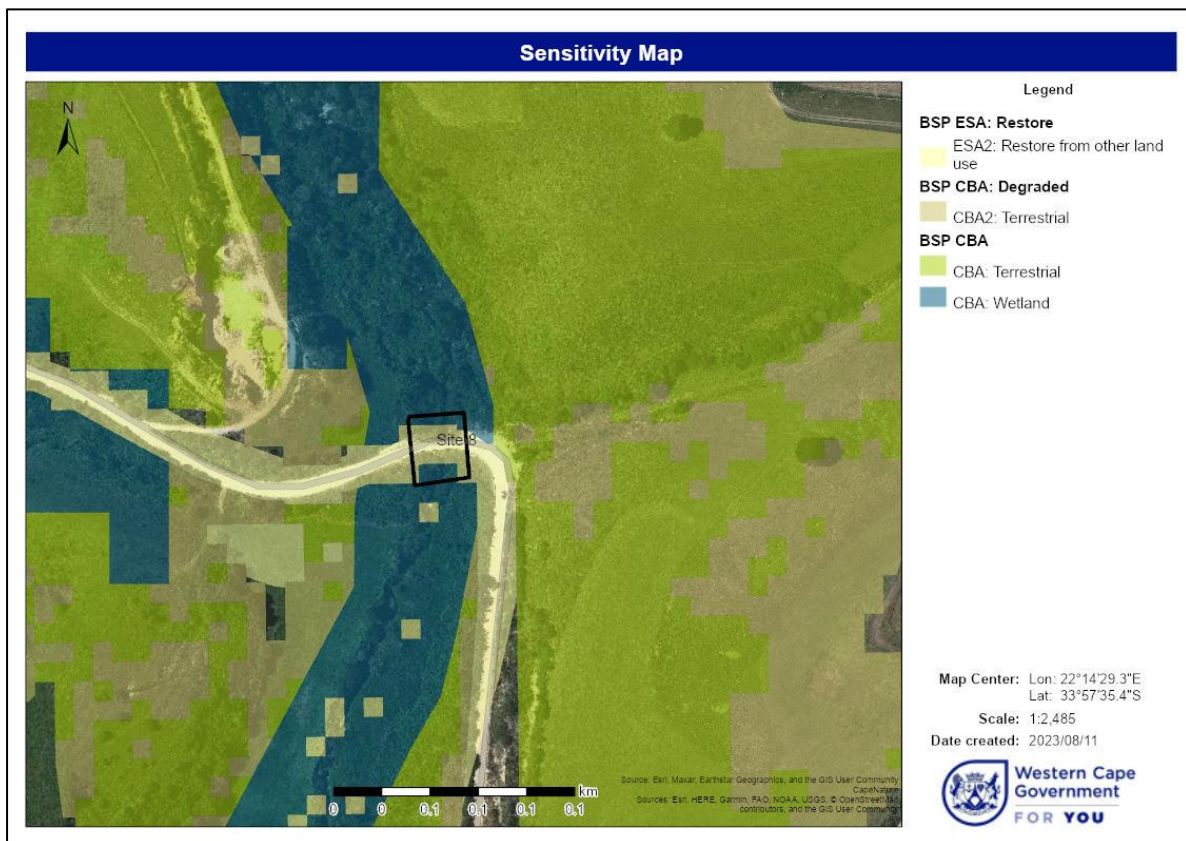 Sensitivity Map
N
Site 8
Legend
BSP ESA: Restore
ESA2: Restore from other land
use
BSP CBA: Degraded
CBA2: Terrestrial
BSP CBA
CBA: Terrestrial
CBA: Wetland
Map Center: Lon: 22°14'29.3"E
Lat: 33°57'35.4"S
Scale: 1:2,485
Date created: 2023/08/11
Western Cape
Government
FOR YOU
km
0 0 0.1 0.1 0.1 0.1
Source: Esri, Maxar, Earthstar Geographics, and the GIS User Community
CapeNature
Sources: Esri, HERE, Garmin, FAO, NOAA, USGS, © OpenStreetMap
contributors, and the GIS User Community